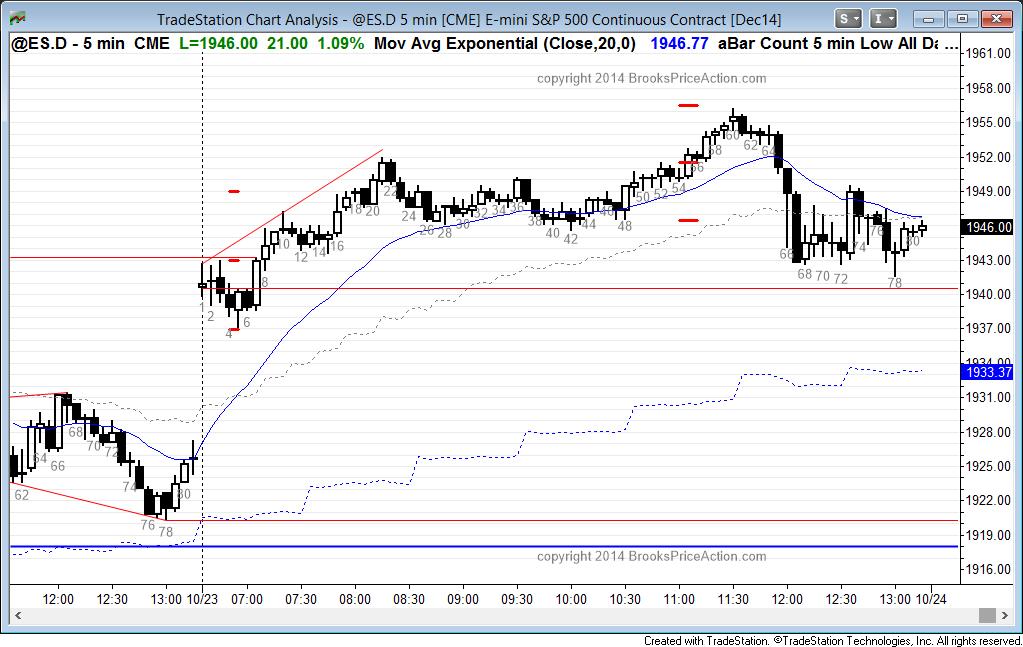 TradeStation Chart Analysis - @ES.D 5 min [CME] E-mini S&P 500 Continuous Contract [Dec14]
S I
@ES.D - 5 min CME L=1946.00 21.00 1.09% Mov Avg Exponential (Close,20,0) 1946.77 aBar Count 5 min Low All Da ...
copyright 2014 BrooksPriceAction.com
1961.00
1958.00
1955.00
1952.00
1949.00
1946.00
1943.00
1940.00
1937.00
1934.00
1933.37
1931.00
1928.00
1925.00
1922.00
1919.00
1916.00
62 64 66 68 70 72 74 76 78 80
1 2 4 6 8 10 12 14 16 18 20 22 24 26 28 30 32 34 36 38 40 42 44 46 48 50 52 54 56 58 60 62 64 66 68 70 72 74 76 78 80
copyright 2014 BrooksPriceAction.com
12:00 12:30 13:00 10/23 07:00 07:30 08:00 08:30 09:00 09:30 10:00 10:30 11:00 11:30 12:00 12:30 13:00 10/24
Created with TradeStation. ©TradeStation Technologies, Inc. All rights reserved.